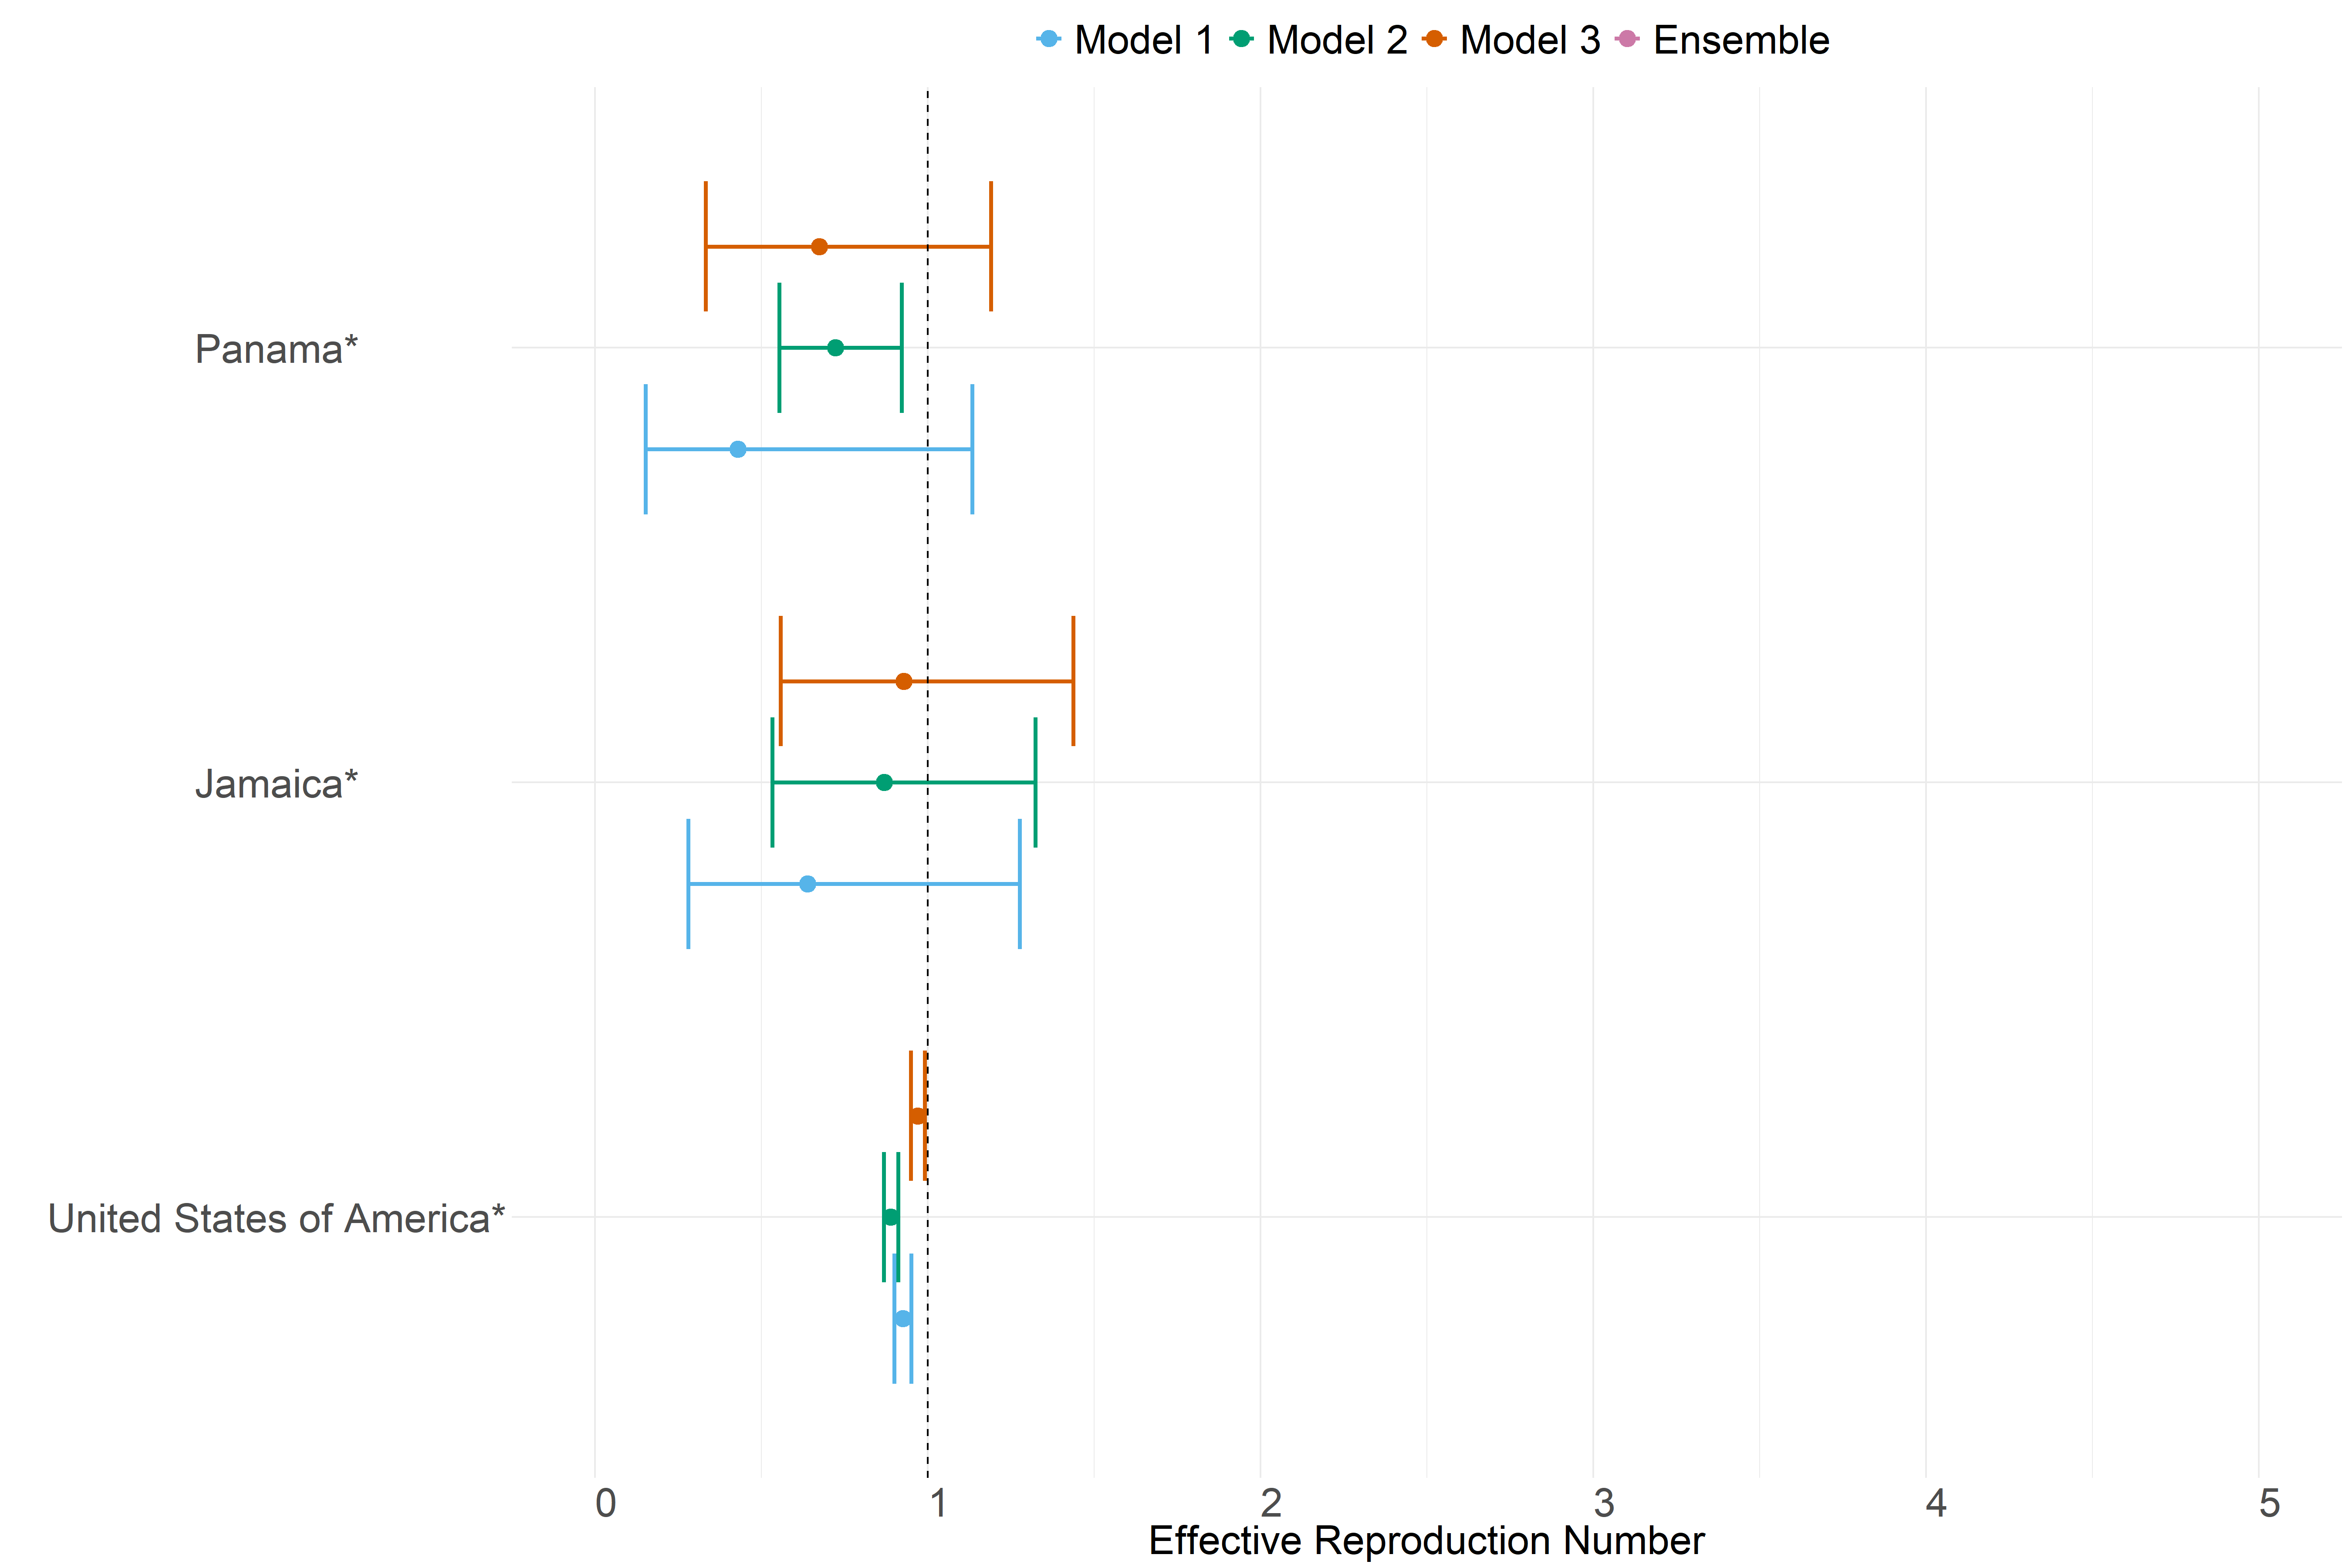 Model 1 Model 2 Model 3 Ensemble
Panama*
Jamaica*
United States of America*
0 1 2 3 4 5
Effective Reproduction Number